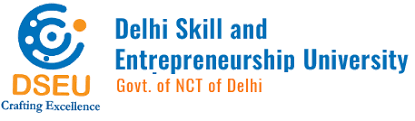 DSEU
Crafting Excellence
Delhi Skill and
Entrepreneurship University
Govt. of NCT of Delhi